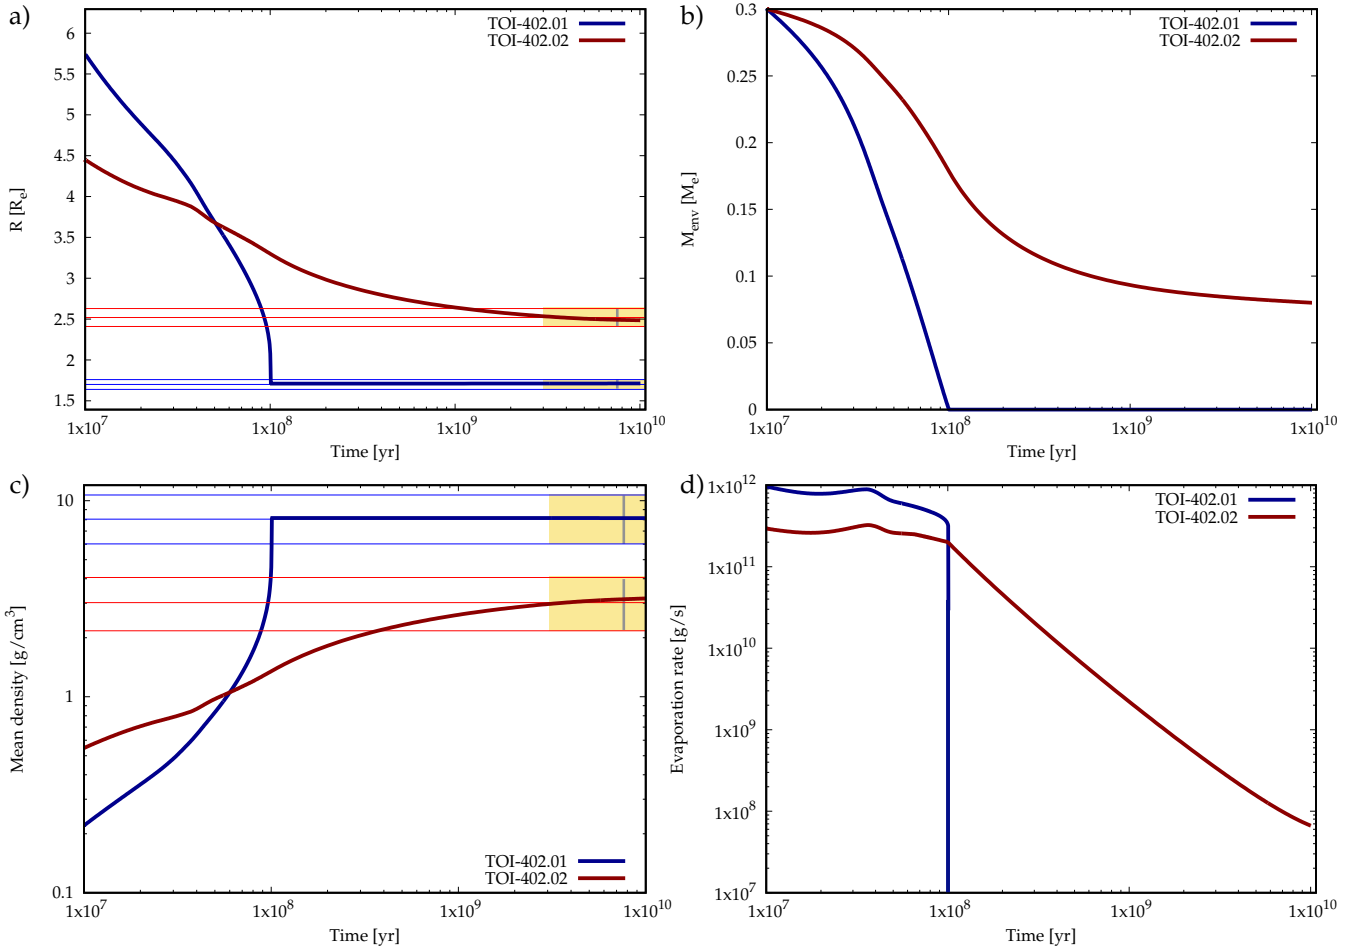 a)
TOI-402.01
TOI-402.02
6
5.5
5
4.5
4
3.5
3
2.5
2
1.5
R [R_e]
1x10^7
1x10^8
1x10^9
1x10^10
Time [yr]
b)
TOI-402.01
TOI-402.02
0.3
0.25
0.2
0.15
0.1
0.05
0
M_env [M_e]
1x10^7
1x10^8
1x10^9
1x10^10
Time [yr]
c)
10
1
0.1
Mean density [g/cm^3]
TOI-402.01
TOI-402.02
1x10^7
1x10^8
1x10^9
1x10^10
Time [yr]
d)
TOI-402.01
TOI-402.02
1x10^12
1x10^11
1x10^10
1x10^9
1x10^8
1x10^7
Evaporation rate [g/s]
1x10^7
1x10^8
1x10^9
1x10^10
Time [yr]